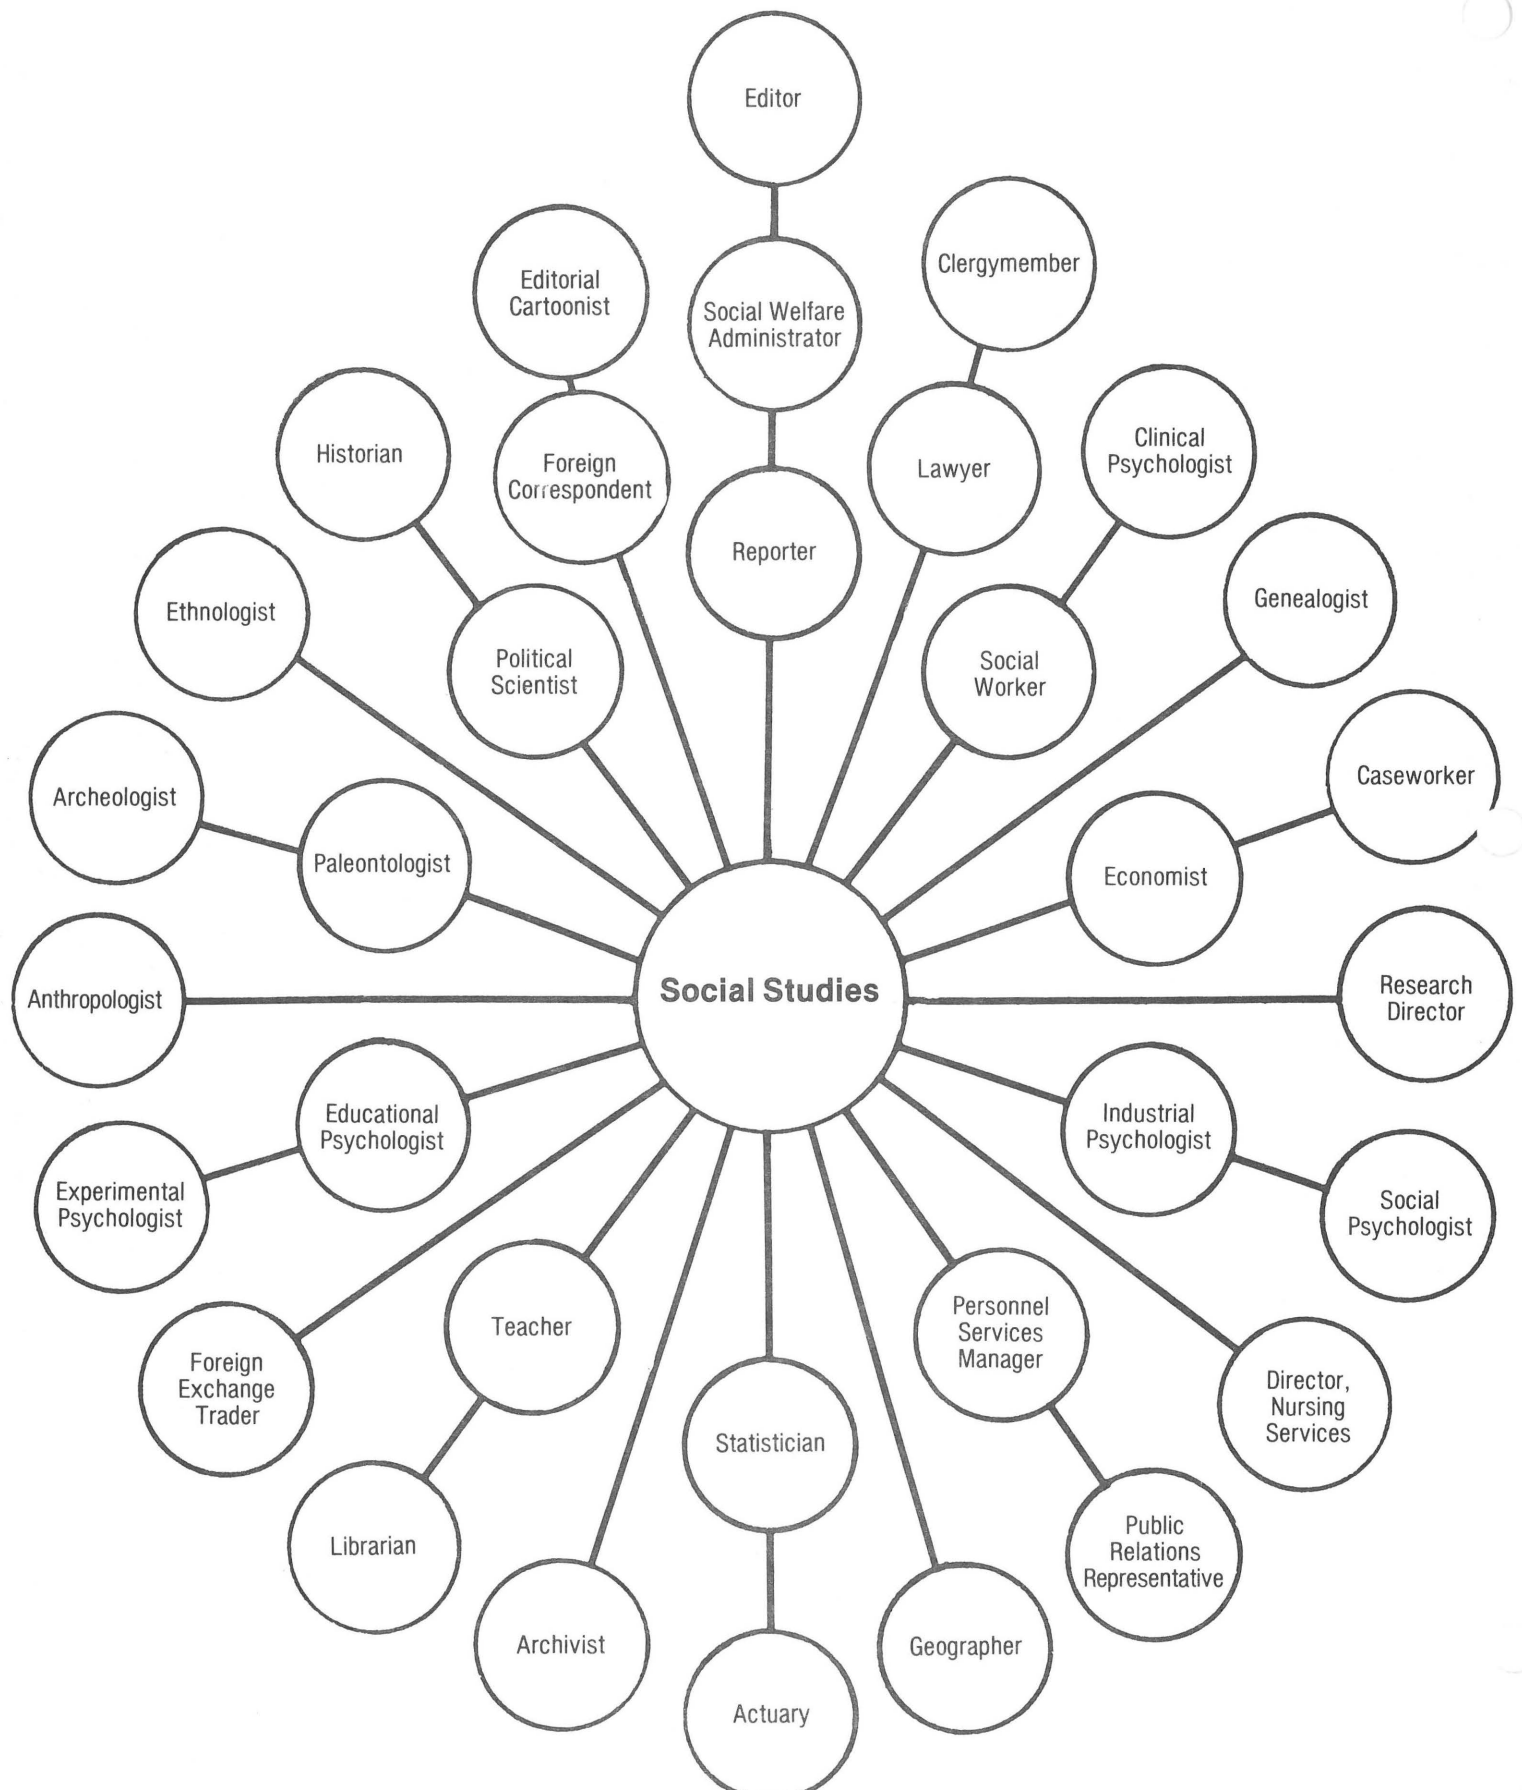 Editor
Editorial
Cartoonist
Social Welfare
Administrator
Clergymember
Historian
Foreign
Correspondent
Reporter
Lawyer
Clinical
Psychologist
Ethnologist
Political
Scientist
Social
Worker
Genealogist
Archeologist
Paleontologist
Economist
Caseworker
Anthropologist
Social Studies
Research
Director
Educational
Psychologist
Industrial
Psychologist
Experimental
Psychologist
Social
Psychologist
Foreign
Exchange
Trader
Teacher
Statistician
Personnel
Services
Manager
Director,
Nursing
Services
Librarian
Archivist
Actuary
Geographer
Public
Relations
Representative